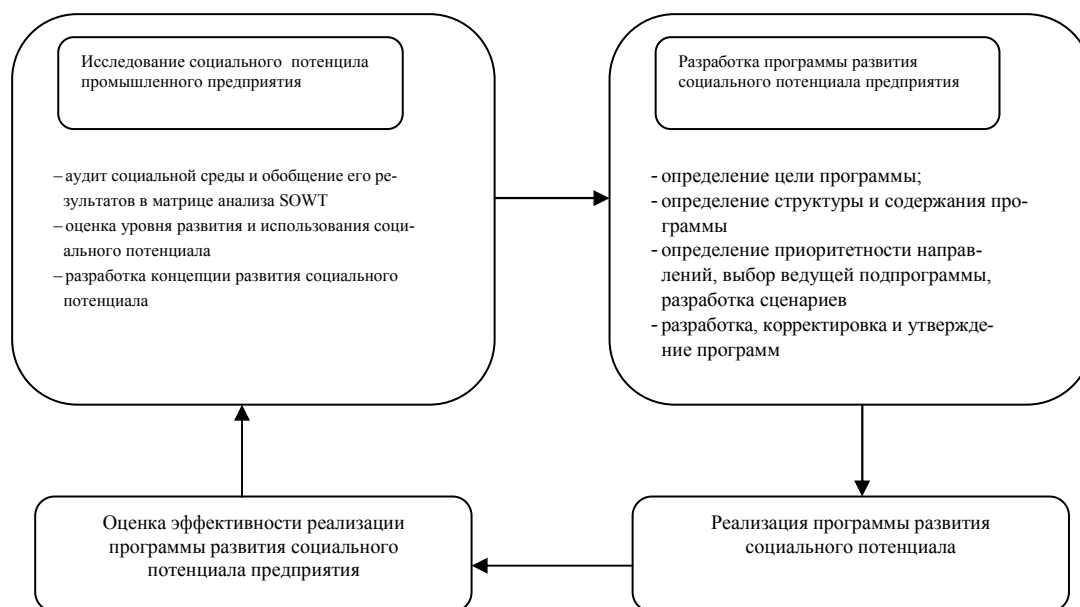 Исследование социального потенцила
промышленного предприятия
– аудит социальной среды и обобщение его ре-
зультатов в матрице анализа SOWT
– оценка уровня развития и использования соци-
ального потенциала
– разработка концепции развития социального
потенциала
Разработка программы развития
социального потенциала предприятия
- определение цели программы;
- определение структуры и содержания про-
граммы
- определение приоритетности направ-
лений, выбор ведущей подпрограммы,
разработка сценариев
- разработка, корректировка и утвержде-
ние программ
Оценка эффективности реализации
программы развития социального
потенциала предприятия
Реализация программы развития
социального потенциала